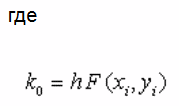 где
k₀ = hF(xᵢ, yᵢ)